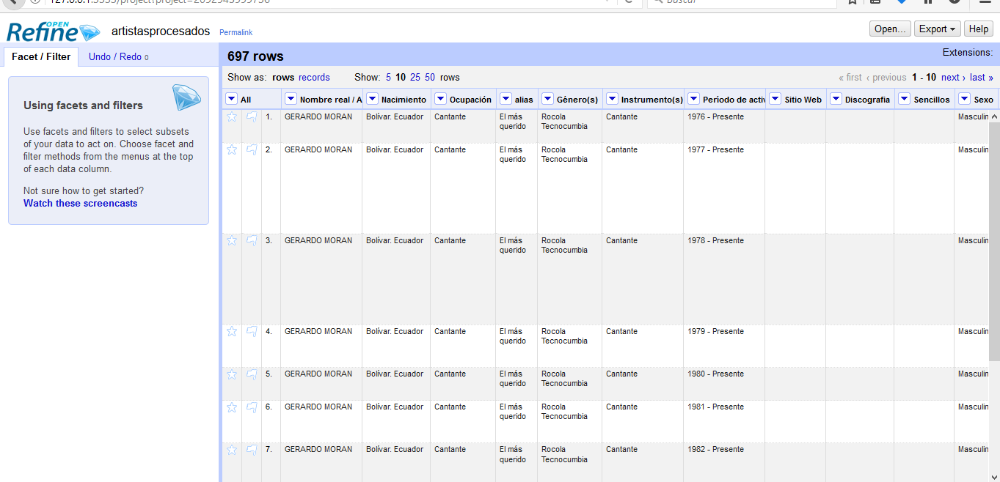 127.0.0.1:3333/project?project=2092943999736
Buscar
OPEN
Refine
artistasprocesados Permalink
Open... Export Help
Facet / Filter Undo / Redo 0
697 rows
Extensions:
Show as: rows records Show: 5 10 25 50 rows
« first ‹ previous 1 - 10 next › last »
All Nombre real / A Nacimiento Ocupación alias Género(s) Instrumento(s) Período de activ Sitio Web Discografia Sencillos Sexo
Using facets and filters
Use facets and filters to select subsets
of your data to act on. Choose facet and
filter methods from the menus at the top
of each data column.
Not sure how to get started?
Watch these screencasts
1. GERARDO MORAN Bolívar. Ecuador Cantante El más Rocola Cantante 1976 - Presente Masculin
querido Tecnocumbia
2. GERARDO MORAN Bolívar. Ecuador Cantante El más Rocola Cantante 1977 - Presente Masculin
querido Tecnocumbia
3. GERARDO MORAN Bolívar. Ecuador Cantante El más Rocola Cantante 1978 - Presente Masculin
querido Tecnocumbia
4. GERARDO MORAN Bolívar. Ecuador Cantante El más Rocola Cantante 1979 - Presente Masculin
querido Tecnocumbia
5. GERARDO MORAN Bolívar. Ecuador Cantante El más Rocola Cantante 1980 - Presente Masculin
querido Tecnocumbia
6. GERARDO MORAN Bolívar. Ecuador Cantante El más Rocola Cantante 1981 - Presente Masculin
querido Tecnocumbia
7. GERARDO MORAN Bolívar. Ecuador Cantante El más Rocola Cantante 1982 - Presente Masculin
querido Tecnocumbia